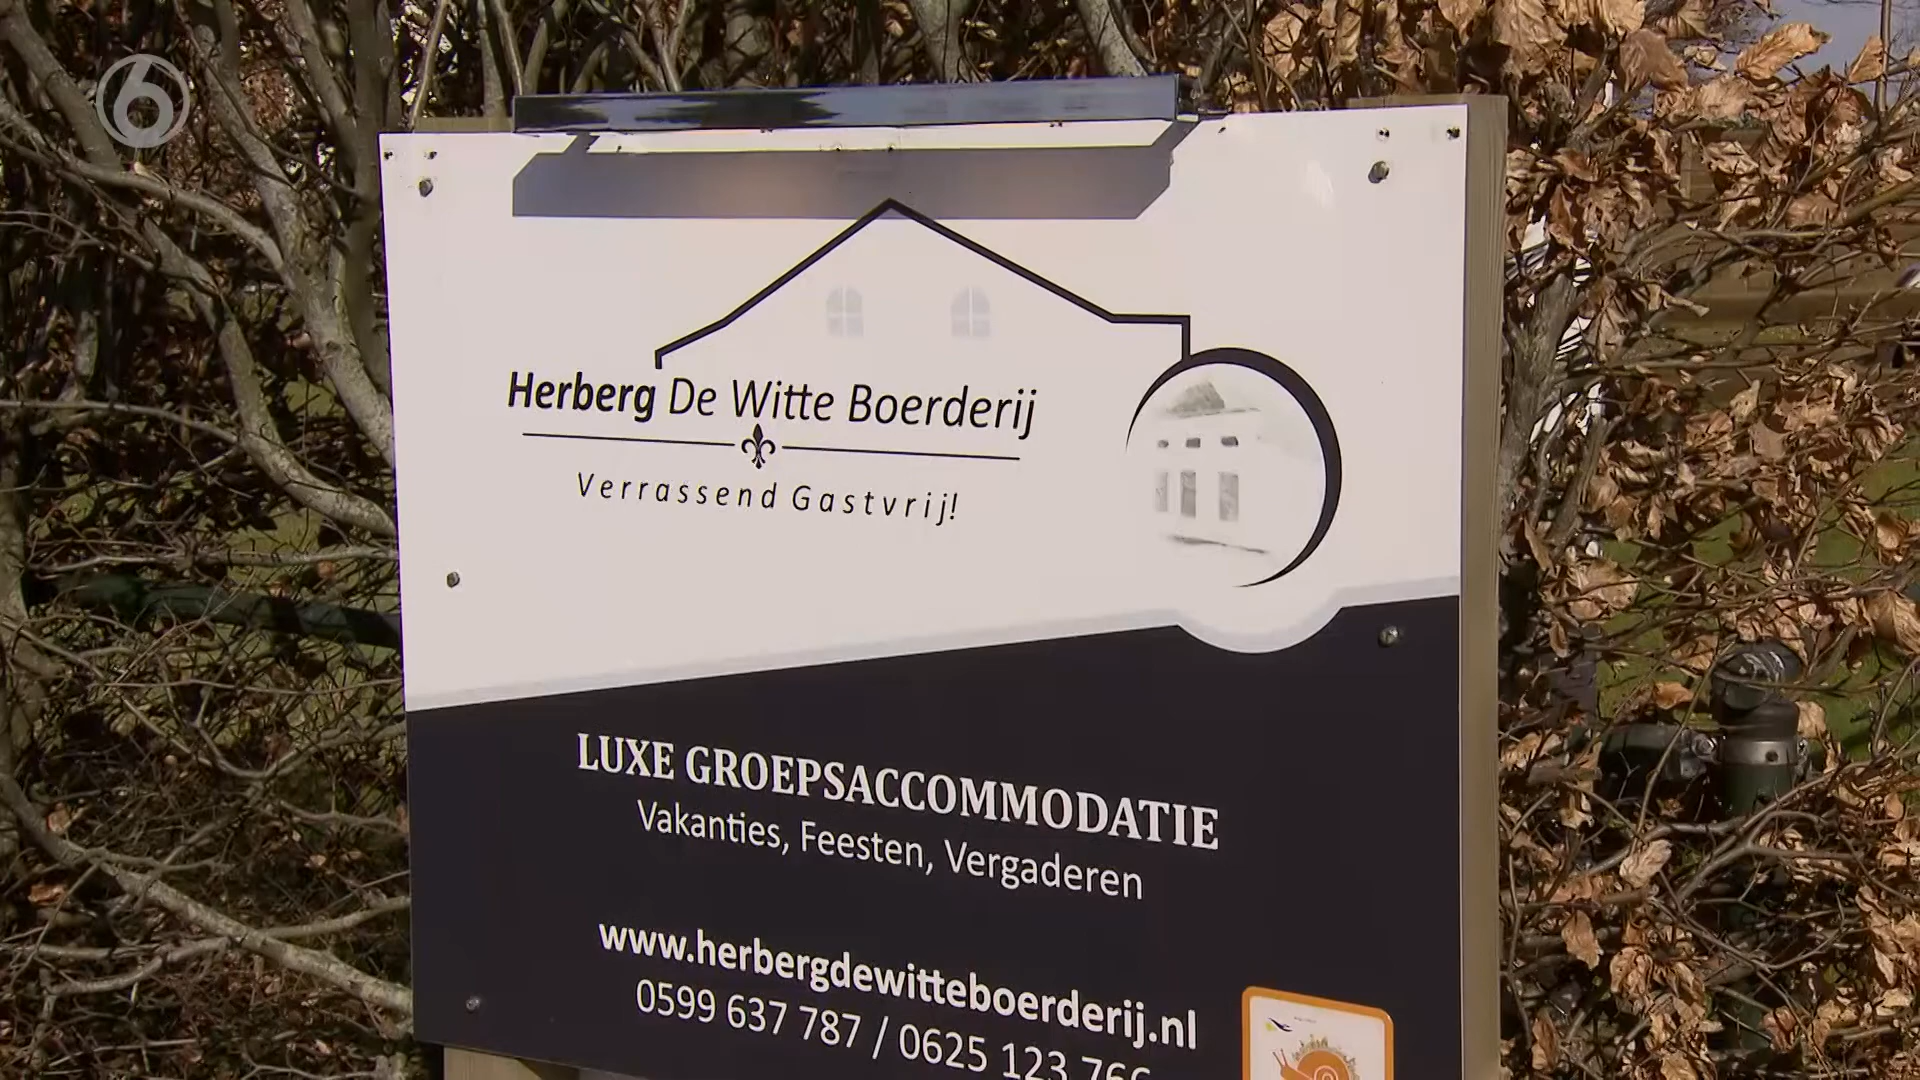 6
Herberg De Witte Boerderij
Verrassend Gastvrij!
LUXE GROEPSACCOMMODATIE
Vakanties, Feesten, Vergaderen
www.herbergdewitteboerderij.nl
0599 637 787 / 0625 123 766